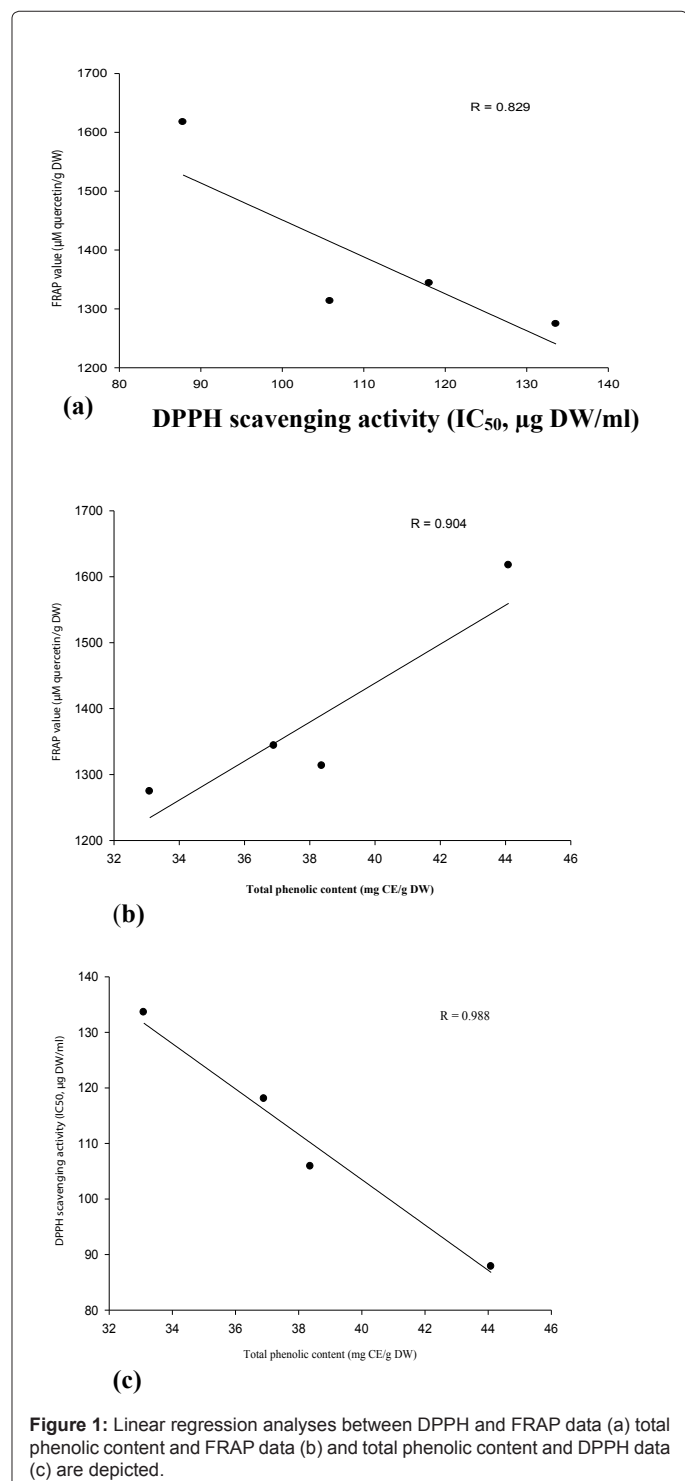 1700
R = 0.829
1600
1500
1400
1300
1200
FRAP value (µM quercetin/g DW)
80 90 100 110 120 130 140
(a) DPPH scavenging activity (IC50, µg DW/ml)
1700
R = 0.904
1600
1500
1400
1300
1200
FRAP value (µM quercetin/g DW)
32 34 36 38 40 42 44 46
Total phenolic content (mg CE/g DW)
(b)
140
R = 0.988
130
120
110
100
90
80
DPPH scavenging activity (IC50, µg DW/ml)
32 34 36 38 40 42 44 46
Total phenolic content (mg CE/g DW)
(c)
Figure 1: Linear regression analyses between DPPH and FRAP data (a) total
phenolic content and FRAP data (b) and total phenolic content and DPPH data
(c) are depicted.